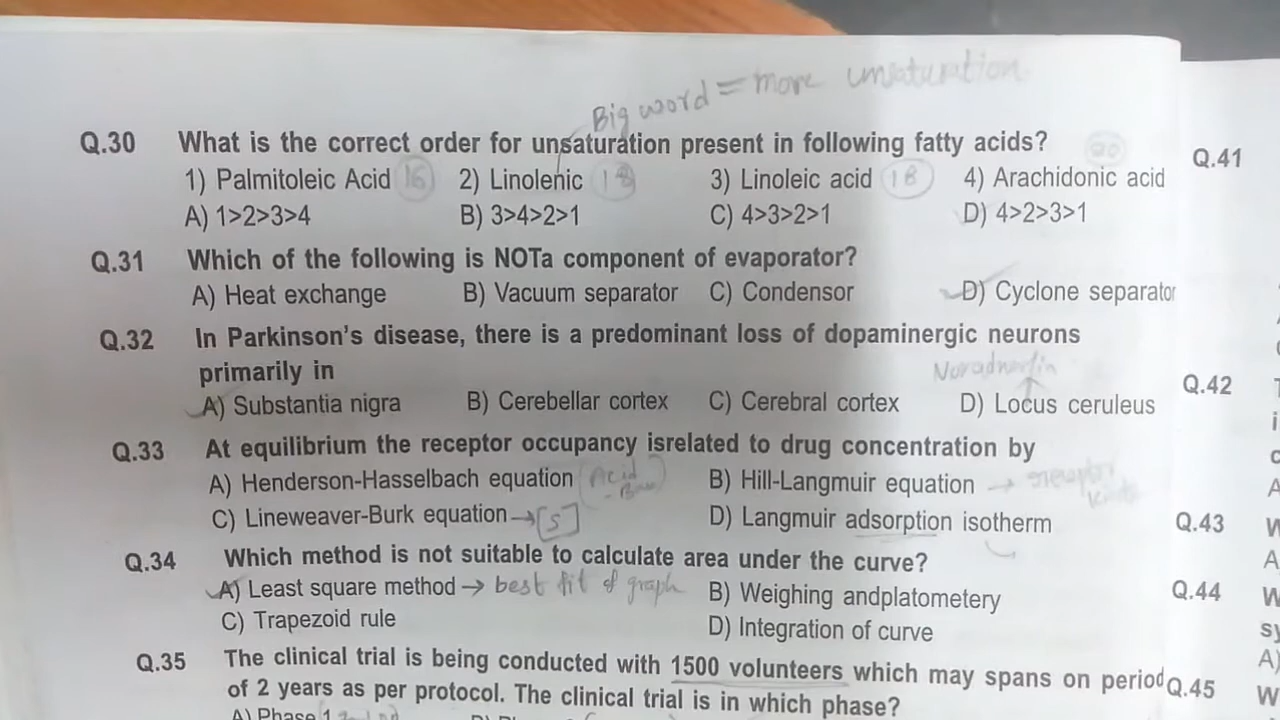 Big word = more unsaturation
Q.30 What is the correct order for unsaturation present in following fatty acids?
1) Palmitoleic Acid 16 2) Linolenic 18 3) Linoleic acid 18 4) Arachidonic acid 20
A) 1>2>3>4 B) 3>4>2>1 C) 4>3>2>1 D) 4>2>3>1
Q.31 Which of the following is NOTa component of evaporator?
A) Heat exchange B) Vacuum separator C) Condensor D) Cyclone separator
Q.32 In Parkinson's disease, there is a predominant loss of dopaminergic neurons
primarily in
A) Substantia nigra B) Cerebellar cortex C) Cerebral cortex D) Locus ceruleus
Q.33 At equilibrium the receptor occupancy isrelated to drug concentration by
A) Henderson-Hasselbach equation (Acid B) Hill-Langmuir equation →
C) Lineweaver-Burk equation → [S] D) Langmuir adsorption isotherm
Q.34 Which method is not suitable to calculate area under the curve?
A) Least square method → best fit of graph B) Weighing andplatometery
C) Trapezoid rule D) Integration of curve
Q.35 The clinical trial is being conducted with 1500 volunteers which may spans on period
of 2 years as per protocol. The clinical trial is in which phase?
A) Phase 1
Q.41
Q.42
Q.43
Q.44
Q.45